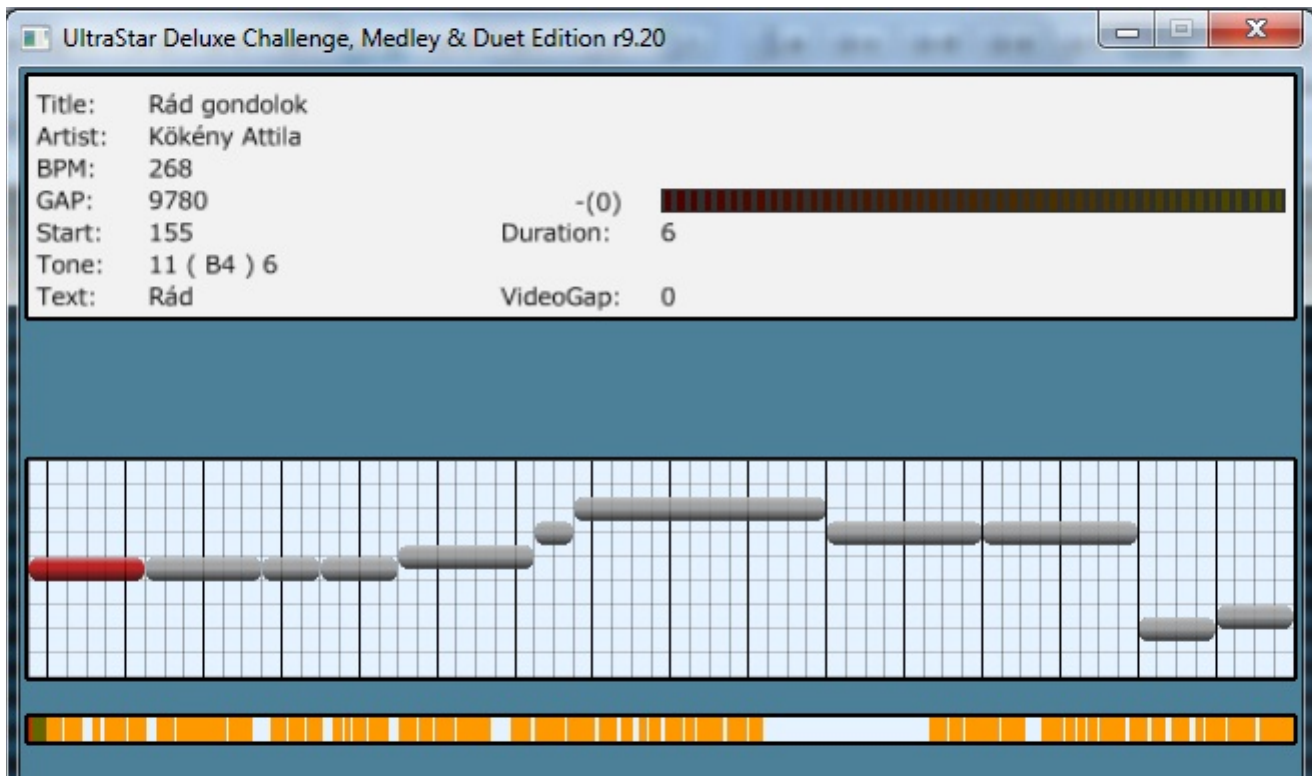 UltraStar Deluxe Challenge, Medley & Duet Edition r9.20
Title: Rád gondolok
Artist: Kökény Attila
BPM: 268
GAP: 9780 -(0)
Start: 155 Duration: 6
Tone: 11 ( B4 ) 6
Text: Rád VideoGap: 0